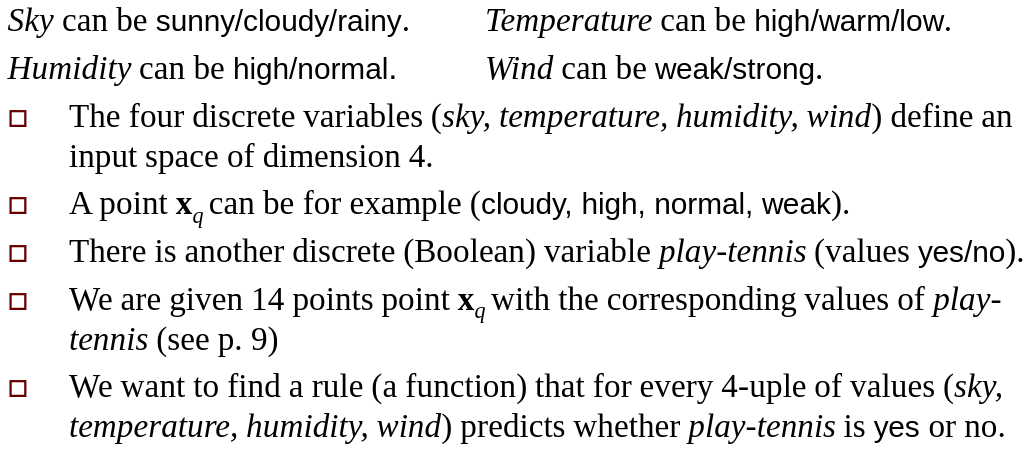 Sky can be sunny/cloudy/rainy. Temperature can be high/warm/low.
Humidity can be high/normal. Wind can be weak/strong.
The four discrete variables (sky, temperature, humidity, wind) define an
input space of dimension 4.
A point xq can be for example (cloudy, high, normal, weak).
There is another discrete (Boolean) variable play-tennis (values yes/no).
We are given 14 points point xq with the corresponding values of play-
tennis (see p. 9)
We want to find a rule (a function) that for every 4-uple of values (sky,
temperature, humidity, wind) predicts whether play-tennis is yes or no.